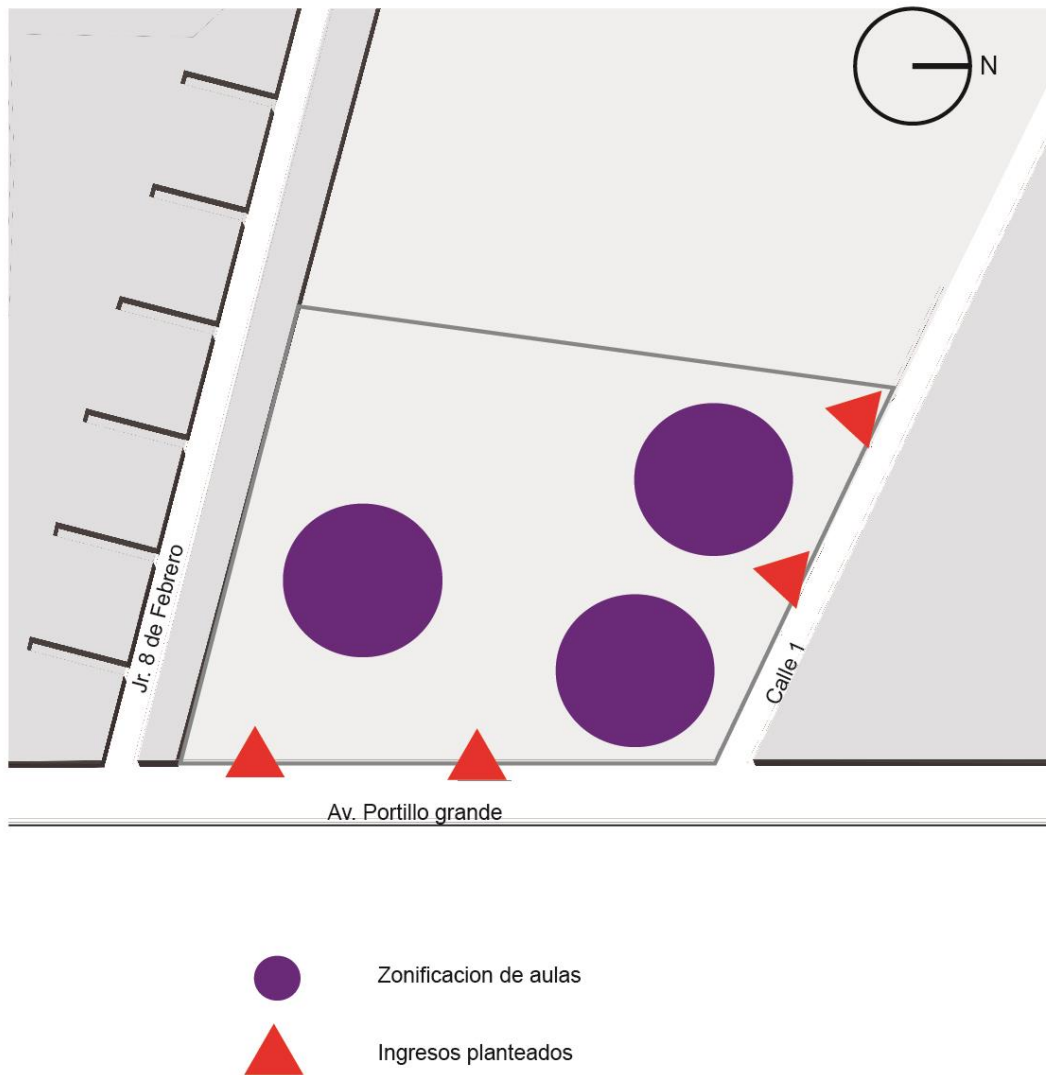 N
Jr. 8 de Febrero
Calle 1
Av. Portillo grande
Zonificacion de aulas
Ingresos planteados